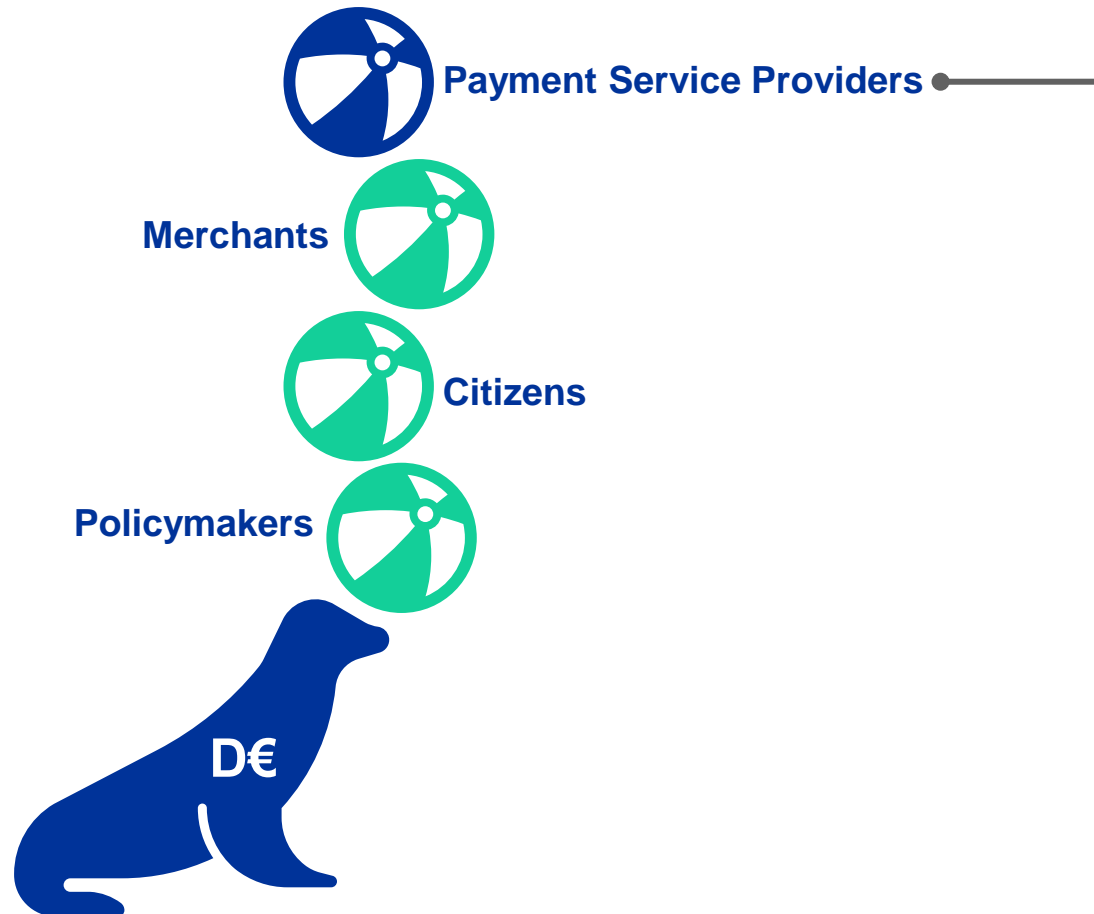 Payment Service Providers
Merchants
Citizens
Policymakers
D€